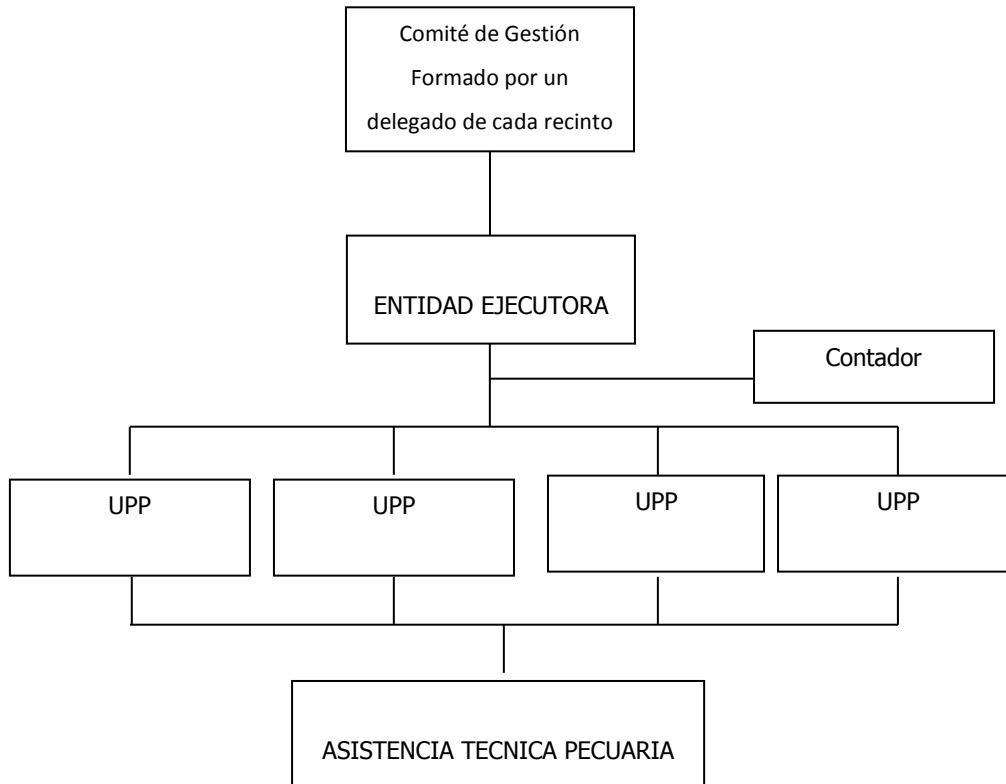 Comité de Gestión
Formado por un
delegado de cada recinto
ENTIDAD EJECUTORA
Contador
UPP
UPP
UPP
UPP
ASISTENCIA TECNICA PECUARIA